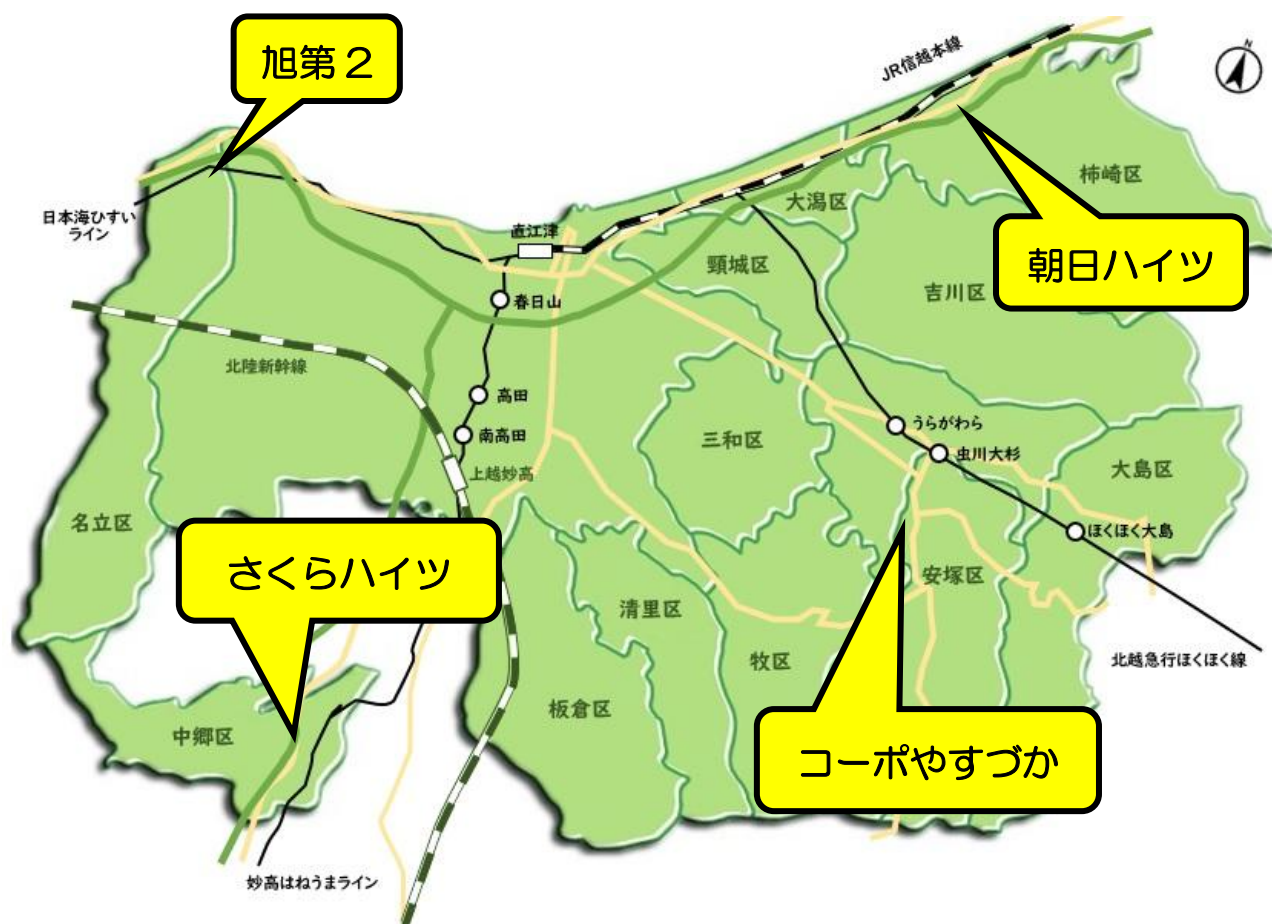 旭第２
JR信越本線
N
柿崎区
大潟区
日本海ひすい
ライン
直江津
朝日ハイツ
頸城区
吉川区
春日山
北陸新幹線
高田
うらがわら
南高田
三和区
虫川大杉
大島区
上越妙高
名立区
ほくほく大島
さくらハイツ
安塚区
清里区
牧区
北越急行ほくほく線
板倉区
中郷区
コーポやすづか
妙高はねうまライン